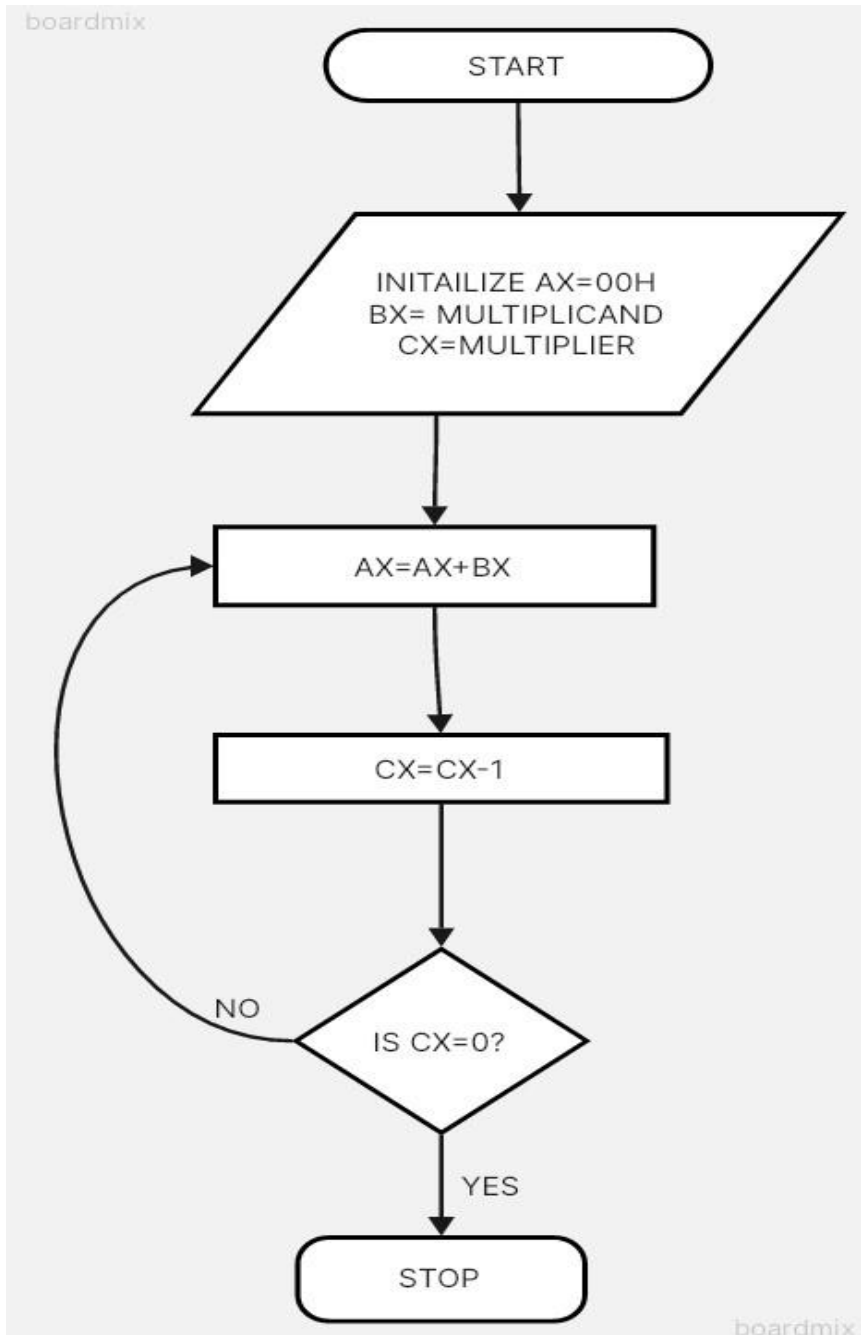 boardmix
START
INITAILIZE AX=00H
BX= MULTIPLICAND
CX=MULTIPLIER
AX=AX+BX
CX=CX-1
NO
IS CX=0?
YES
STOP
boardmix